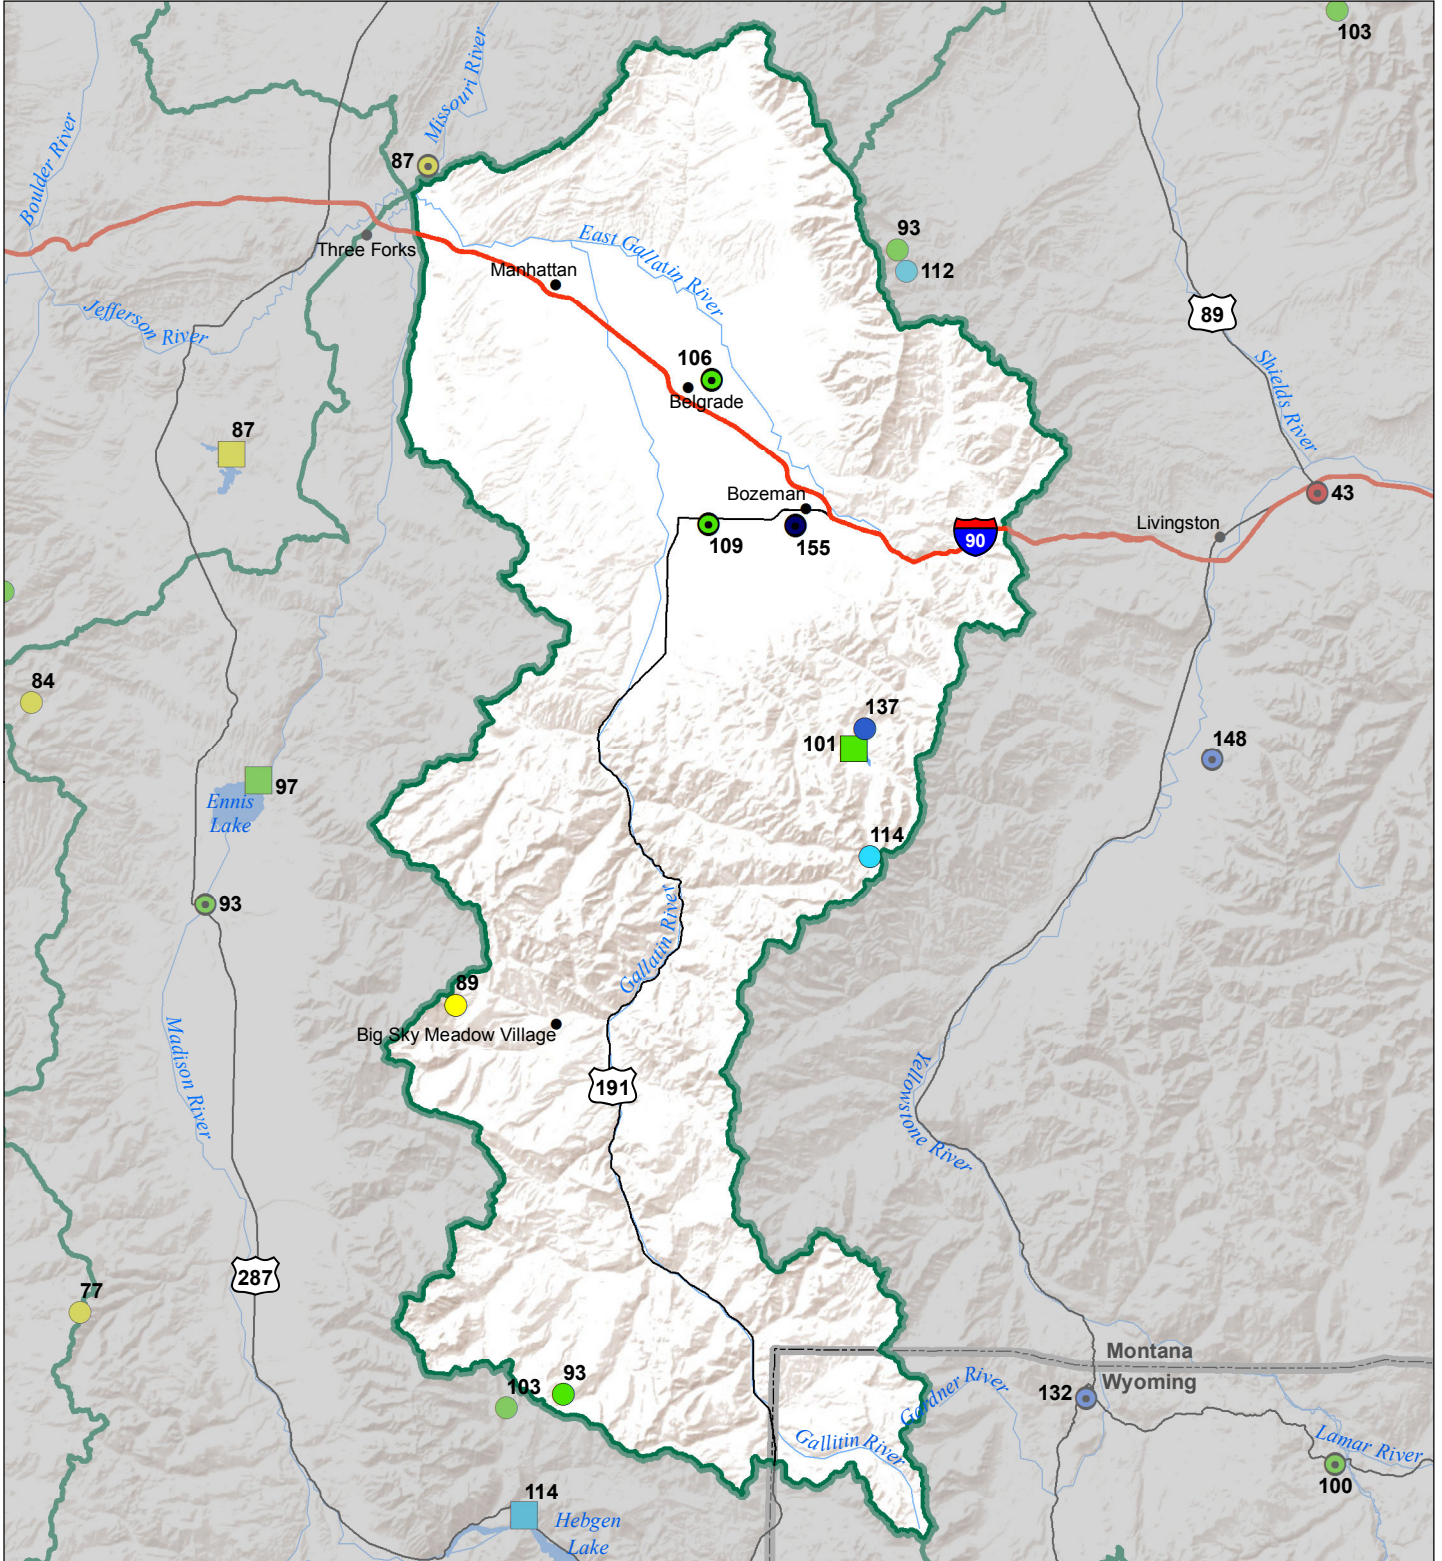 103
Missouri River
Boulder River
87
93
112
East Gallatin River
Three Forks
Manhattan
89
Jefferson River
Shields River
106
Belgrade
87
43
Bozeman
Livingston
109
155
90
84
137
101
148
97
Ennis
Lake
114
93
Gallatin River
89
Big Sky Meadow Village
Madison River
191
Yellowstone River
287
77
Montana
Wyoming
103
93
132
Gardner River
Gallitin River
Lamar River
100
114
Hebgen
Lake